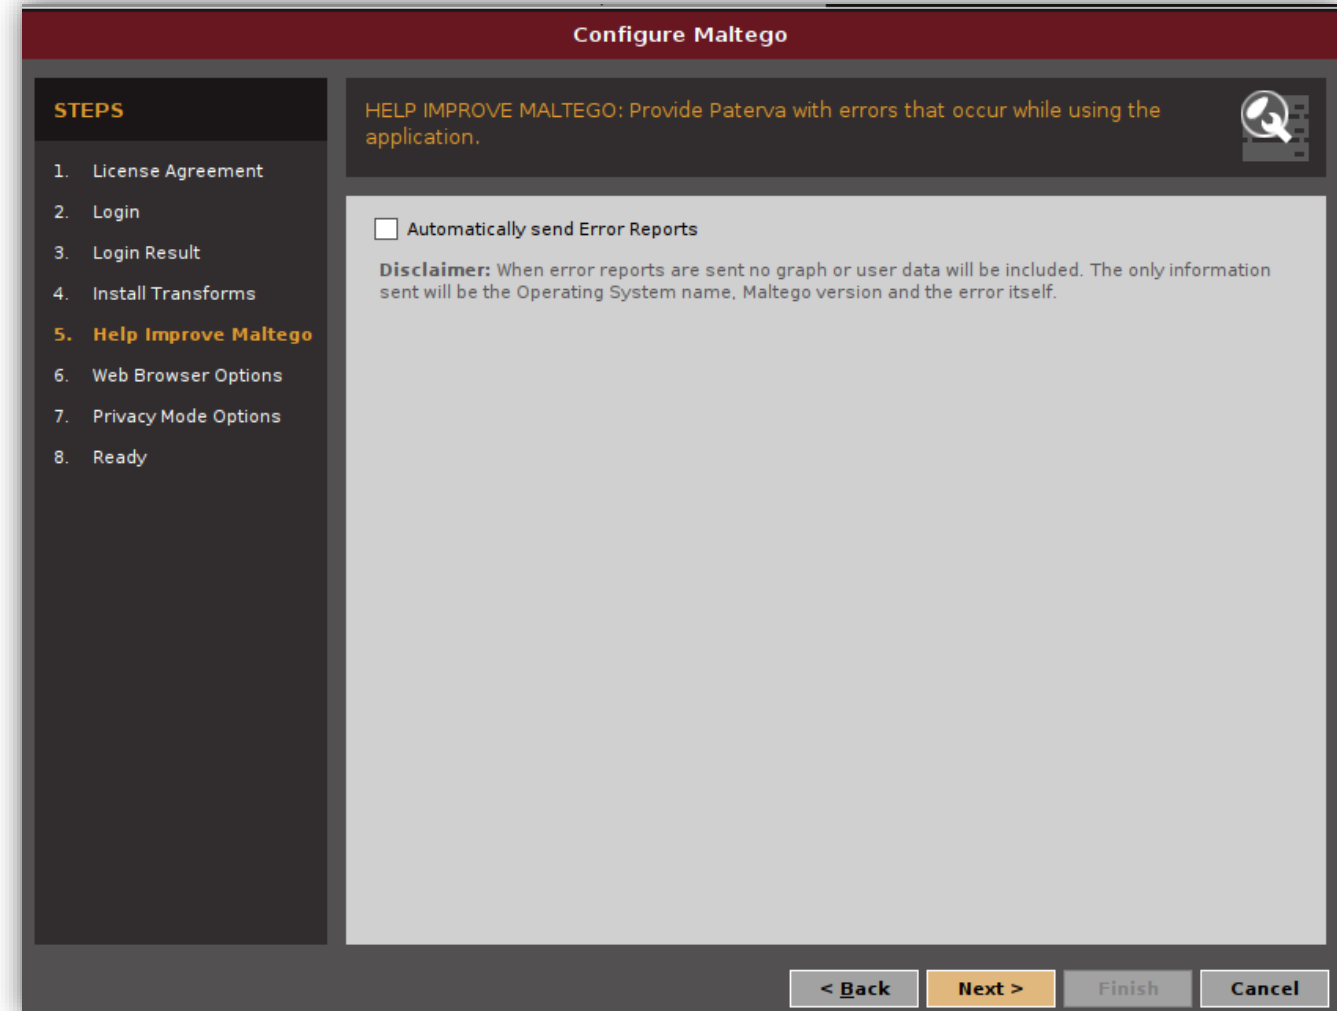 Configure Maltego
STEPS
1. License Agreement
2. Login
3. Login Result
4. Install Transforms
5. Help Improve Maltego
6. Web Browser Options
7. Privacy Mode Options
8. Ready
HELP IMPROVE MALTEGO: Provide Paterva with errors that occur while using the
application.
Automatically send Error Reports
Disclaimer: When error reports are sent no graph or user data will be included. The only information
sent will be the Operating System name, Maltego version and the error itself.
< Back
Next >
Finish
Cancel